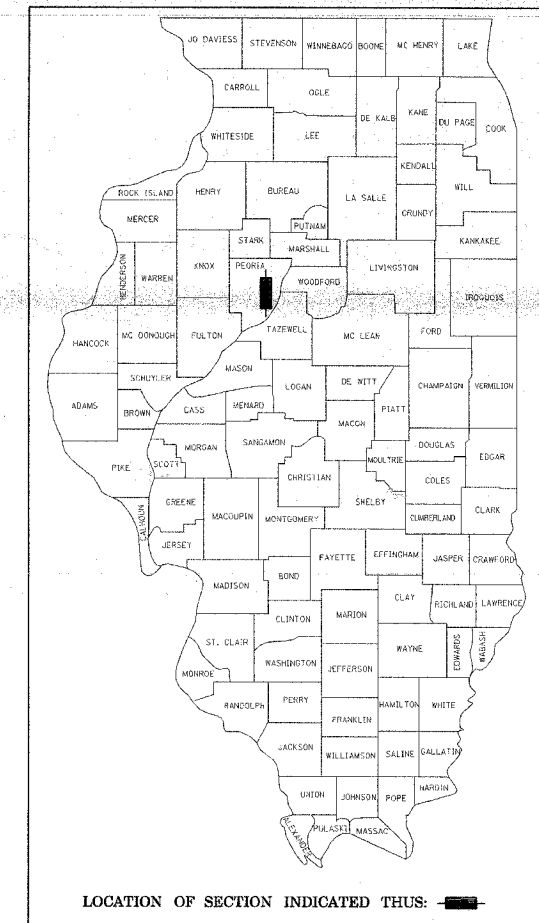 JO DAVIESS STEVENSON WINNEBAGO BOONE MC HENRY LAKE
CARROLL OGLE DE KALB KANE DU PAGE COOK
WHITESIDE LEE
KENDALL WILL
ROCK ISLAND HENRY BUREAU LA SALLE GRUNDY
MERCER PUTNAM KANKAKEE
STARK MARSHALL
HENDERSON WARREN KNOX PEORIA WOODFORD LIVINGSTON IROQUOIS
HANCOCK MC DONOUGH FULTON TAZEWELL MC LEAN FORD
MASON
SCHUYLER LOGAN DE WITT CHAMPAIGN VERMILION
ADAMS BROWN CASS MENARD PIATT
MACON
MORGAN SANGAMON DOUGLAS EDGAR
PIKE SCOTT MOULTRIE
CHRISTIAN COLES
GREENE MACOUPIN MONTGOMERY SHELBY CUMBERLAND CLARK
CALHOUN JERSEY
FAYETTE EFFINGHAM JASPER CRAWFORD
MADISON BOND
CLAY RICHLAND LAWRENCE
CLINTON MARION
ST. CLAIR WAYNE EDWARDS WABASH
WASHINGTON JEFFERSON
MONROE
RANDOLPH PERRY HAMILTON WHITE
FRANKLIN
JACKSON WILLIAMSON SALINE GALLATIN
UNION JOHNSON POPE HARDIN
ALEXANDER PULASKI MASSAC
LOCATION OF SECTION INDICATED THUS: